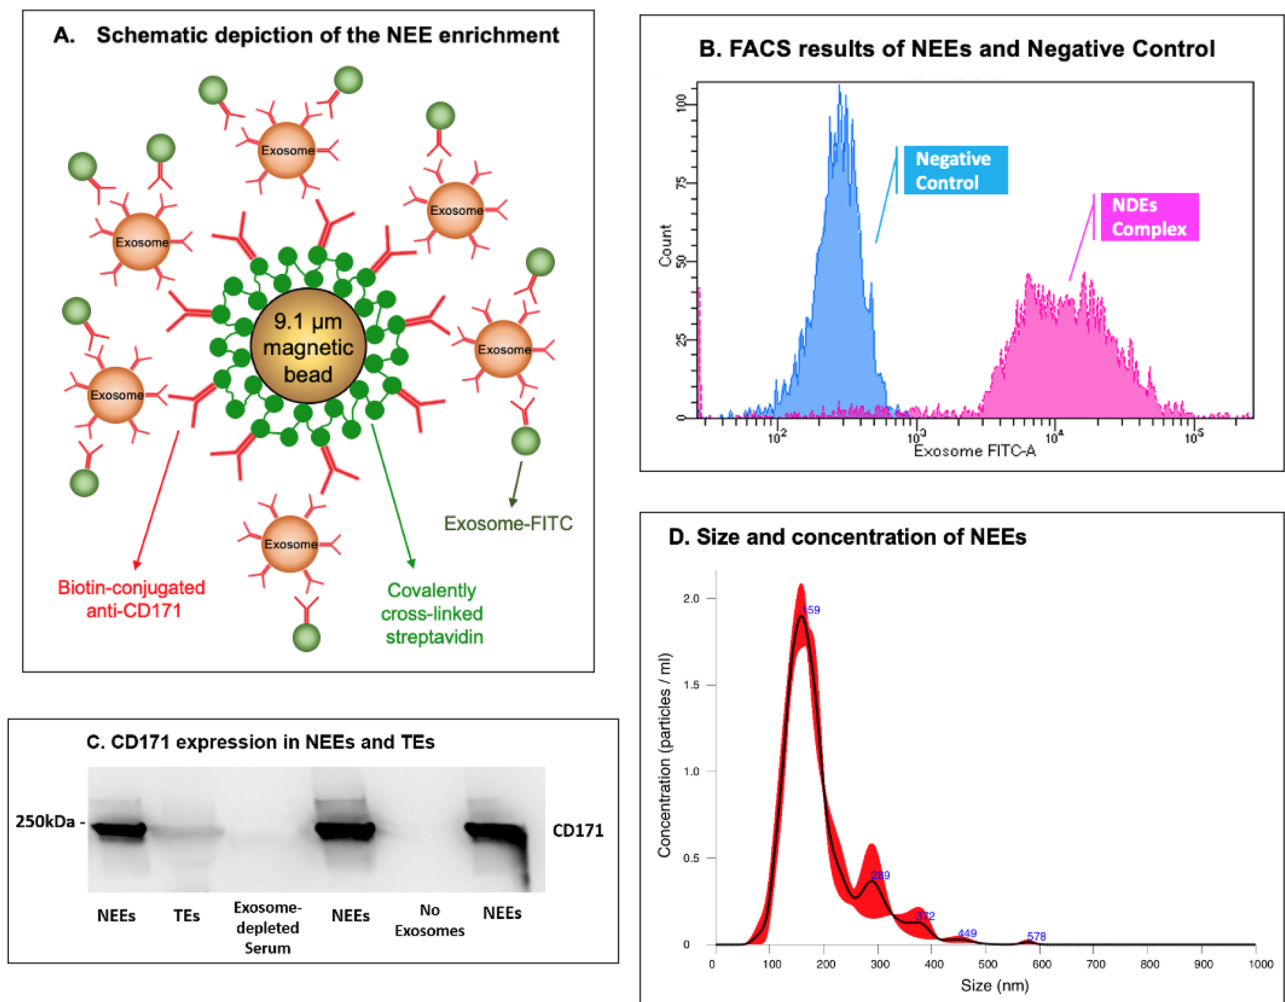 A. Schematic depiction of the NEE enrichment
Exosome
Exosome
Exosome
Exosome
Exosome
Exosome
9.1 µm
magnetic
bead
Exosome-FITC
Biotin-conjugated
anti-CD171
Covalently
cross-linked
streptavidin
B. FACS results of NEEs and Negative Control
Count
100
75
50
25
0
Negative
Control
NDEs
Complex
10²
10³
10⁴
10⁵
Exosome FITC-A
C. CD171 expression in NEEs and TEs
250kDa -
CD171
NEEs
TEs
Exosome-
depleted
Serum
NEEs
No
Exosomes
NEEs
D. Size and concentration of NEEs
Concentration (particles / ml)
2.0
1.5
1.0
0.5
0
159
289
372
449
578
0 100 200 300 400 500 600 700 800 900 1000
Size (nm)